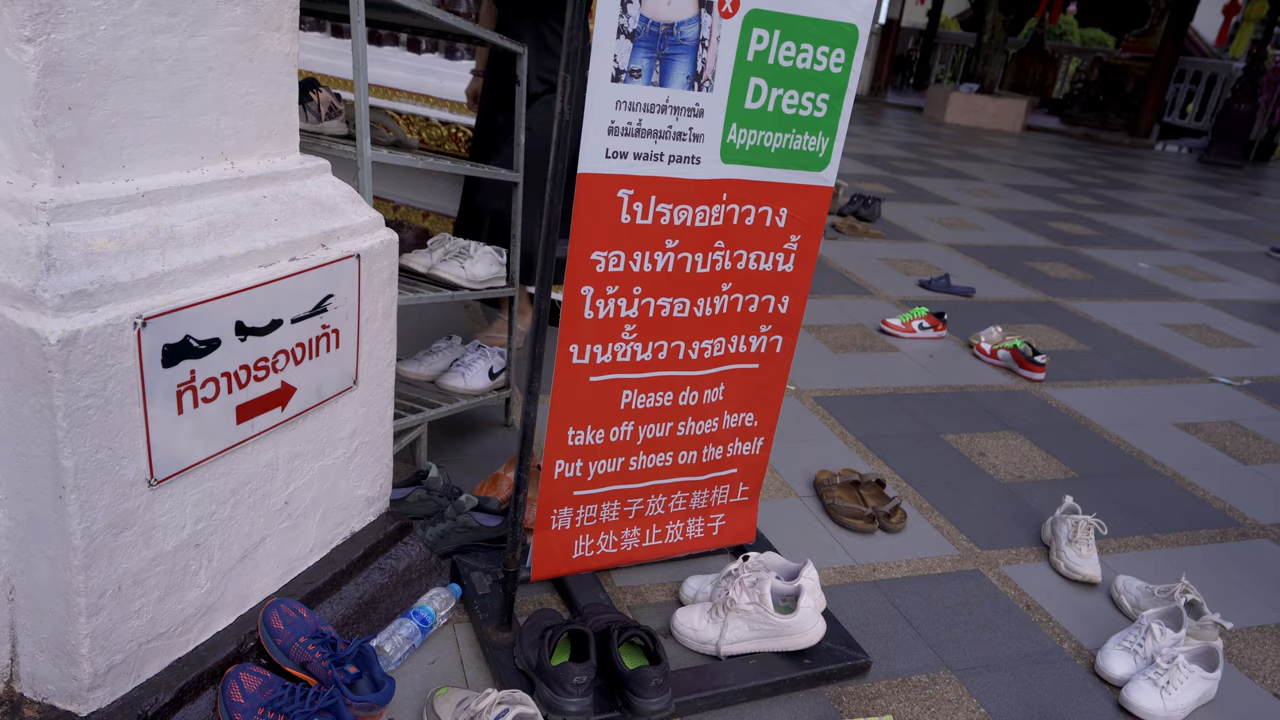 ที่วางรองเท้า
X
กางเกงเอวต่ำทุกชนิด
ต้องมีเสื้อคลุมถึงสะโพก
Low waist pants
Please
Dress
Appropriately
โปรดอย่าวาง
รองเท้าบริเวณนี้
ให้นำรองเท้าวาง
บนชั้นวางรองเท้า
Please do not
take off your shoes here.
Put your shoes on the shelf
请把鞋子放在鞋相上
此处禁止放鞋子